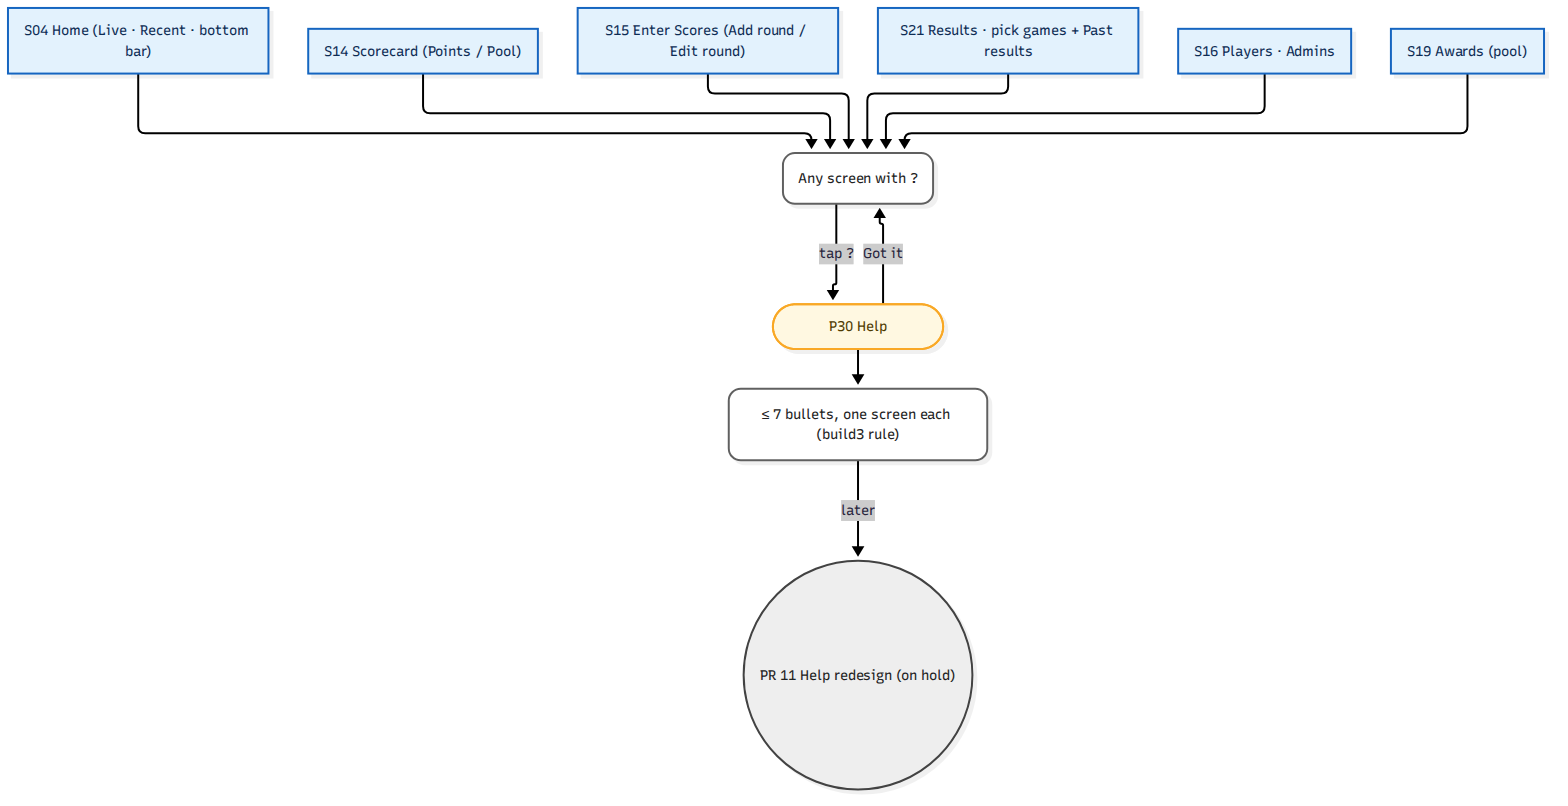 S04 Home (Live · Recent · bottom
bar)
S14 Scorecard (Points / Pool)
S15 Enter Scores (Add round /
Edit round)
S21 Results · pick games + Past
results
S16 Players · Admins
S19 Awards (pool)
Any screen with ?
tap ?
Got it
P30 Help
≤ 7 bullets, one screen each
(build3 rule)
later
PR 11 Help redesign (on hold)